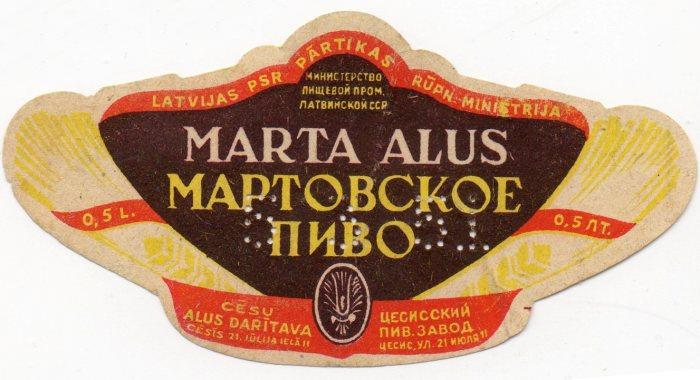 LATVIJAS PSR PĀRTIKAS RŪPN. MINISTRIJA
МИНИСТЕРСТВО
ПИЩЕВОЙ ПРОМ.
ЛАТВИЙСКОЙ ССР
MARTA ALUS
МАРТОВСКОЕ
ПИВО
0,5 L.
0,5 ЛТ.
CĒSU
ALUS DARĪTAVA
CĒSĪS 21. JŪLIJA IELĀ 11
ЦЕСИССКИЙ
ПИВ. ЗАВОД
ЦЕСИС, УЛ. 21 ИЮЛЯ 11